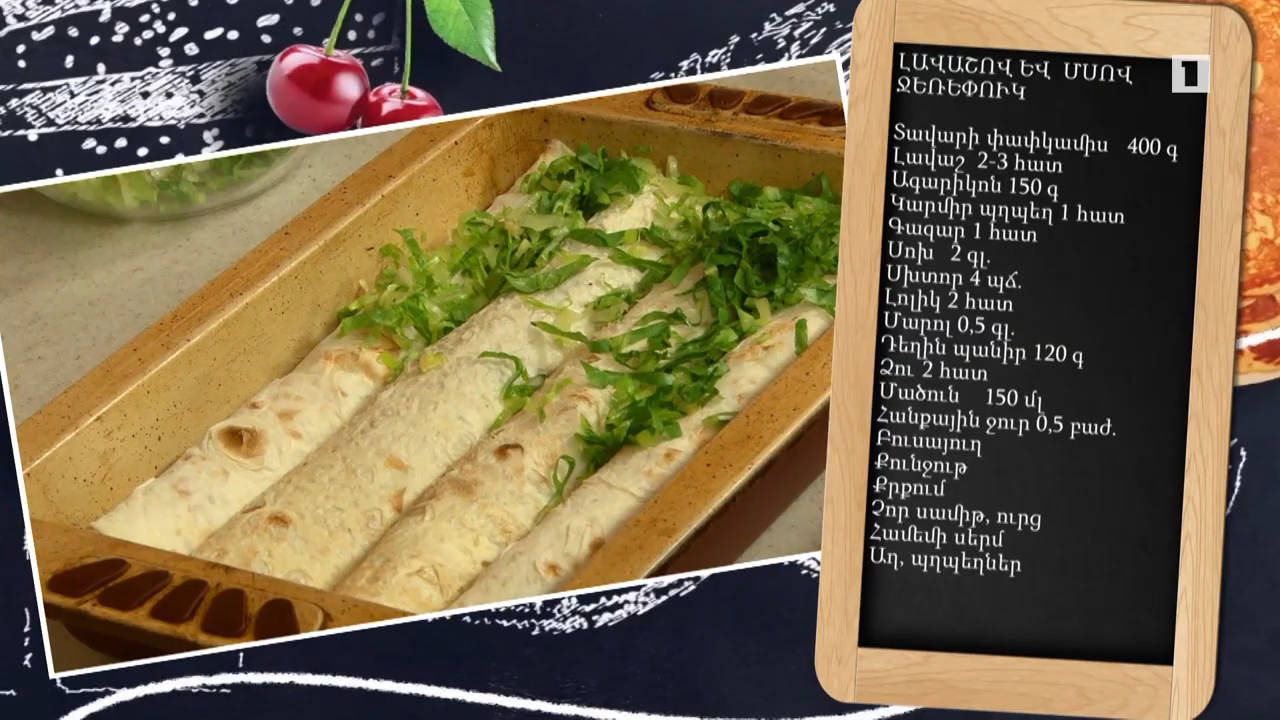 ԼԱՎԱՇՈՎ ԵՎ ՄՍՈՎ
ՋԵՌԵՓՈՒԿ
1
Տավարի փափկամիս 400 գ
Լավաշ 2-3 հատ
Ագարիկոն 150 գ
Կարմիր պղպեղ 1 հատ
Գազար 1 հատ
Սոխ 2 գլ.
Սխտոր 4 պճ.
Լոլիկ 2 հատ
Մարոլ 0,5 գլ.
Դեղին պանիր 120 գ
Ձու 2 հատ
Մածուն 150 մլ
Հանքային ջուր 0,5 բաժ.
Բուսայուղ
Քունջութ
Քրքում
Չոր սամիթ, ուրց
Համեմի սերմ
Աղ, պղպեղներ